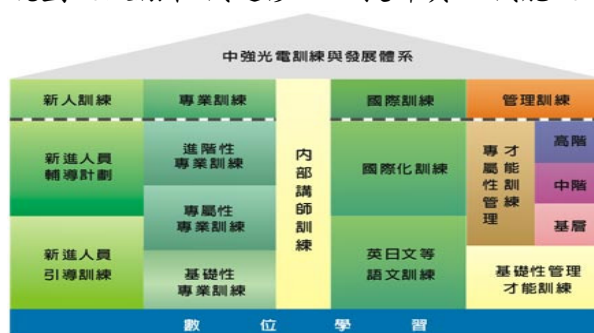 中強光電訓練與發展體系
新人訓練
專業訓練
國際訓練
管理訓練
新進人員
輔導計劃
新進人員
引導訓練
進階性
專業訓練
專屬性
專業訓練
基礎性
專業訓練
內部講師訓練
國際化訓練
英日文等
語文訓練
專屬性管理
才能訓練
高階
中階
基層
基礎性管理
才能訓練
數位學習